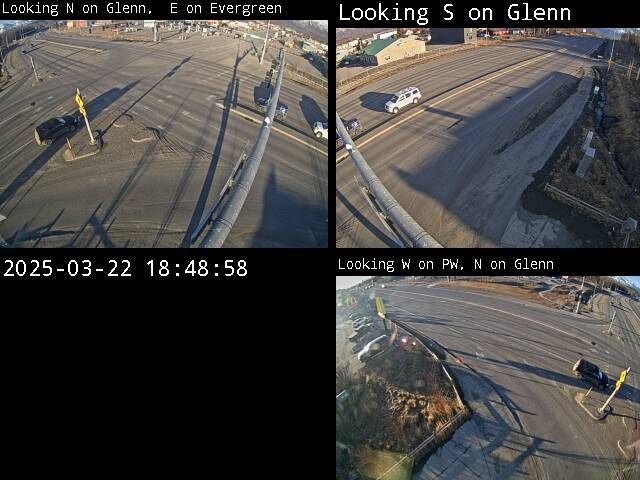 Looking N on Glenn, E on Evergreen
Looking S on Glenn
2025-03-22 18:48:58
Looking W on PW, N on Glenn